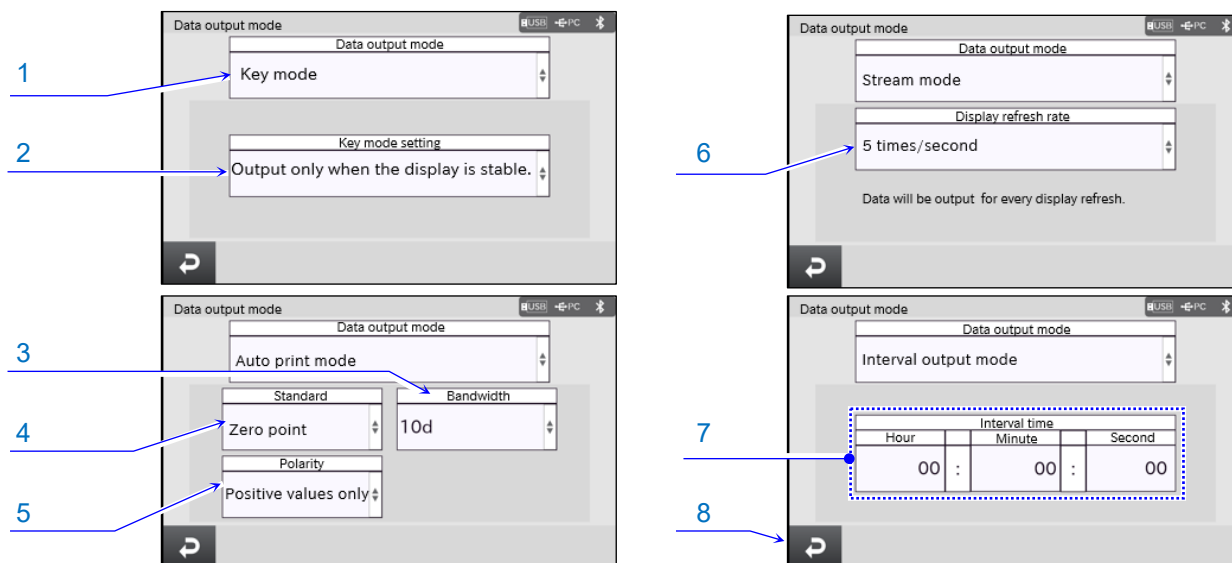 Data output mode
USB PC
Data output mode
1
Key mode
2
Key mode setting
Output only when the display is stable.
Data output mode
USB PC
Data output mode
3
Auto print mode
Standard
Bandwidth
4
Zero point
10d
Polarity
5
Positive values only
Data output mode
USB PC
Data output mode
Stream mode
Display refresh rate
6
5 times/second
Data will be output for every display refresh.
Data output mode
USB PC
Data output mode
Interval output mode
7
Interval time
Hour Minute Second
00 : 00 : 00
8